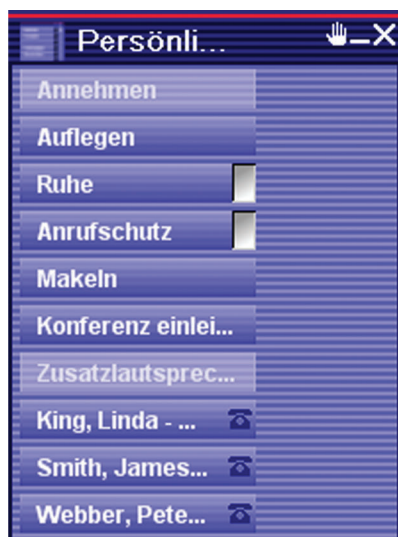 Persönli...
Annehmen
Auflegen
Ruhe
Anrufschutz
Makeln
Konferenz einlei...
Zusatzlautsprec...
King, Linda - ...
Smith, James...
Webber, Pete...